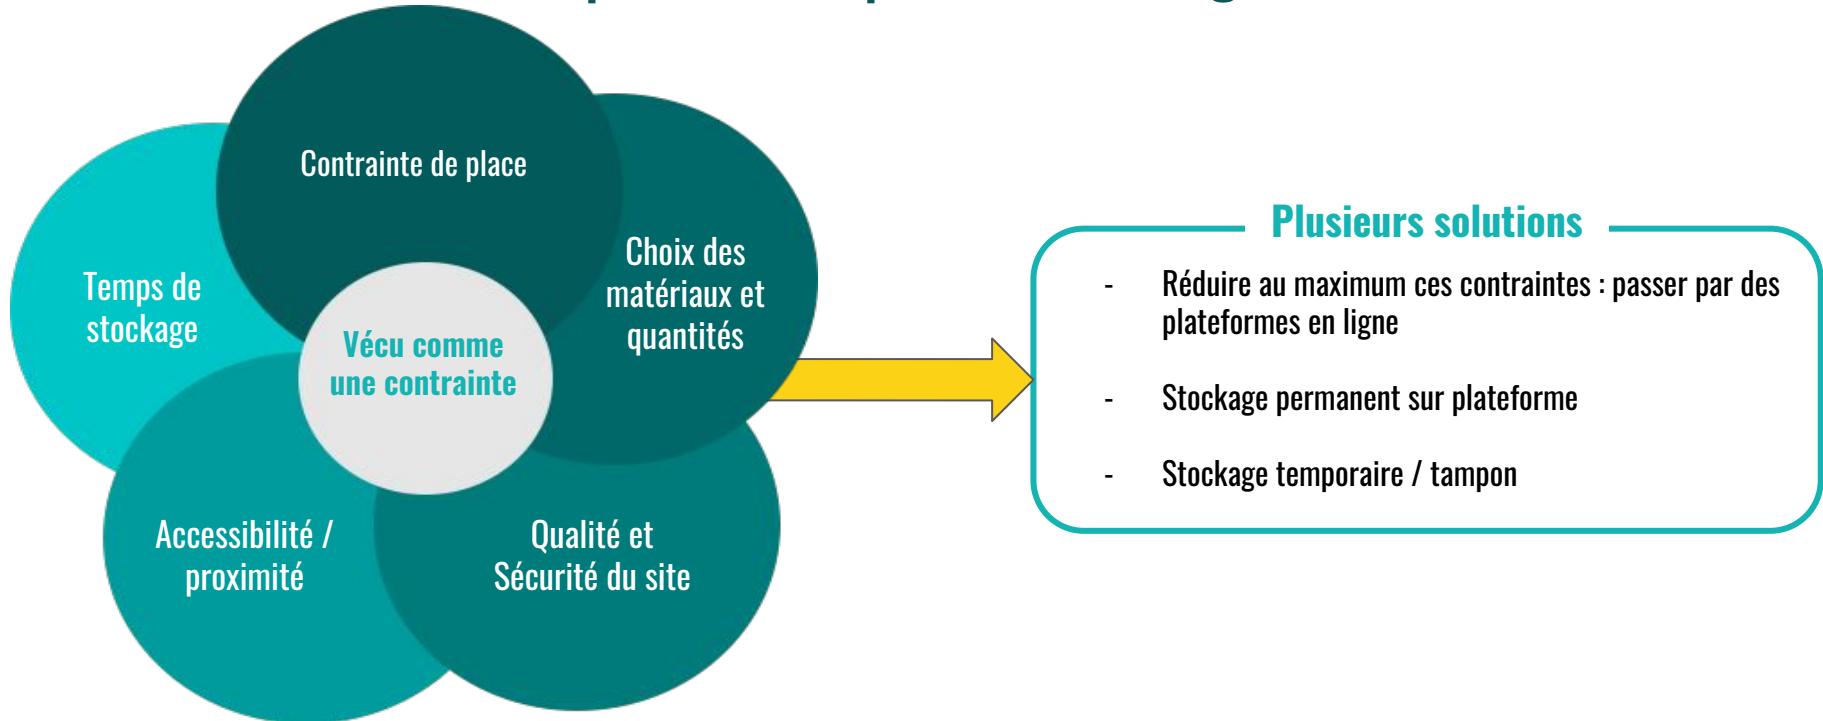 Contrainte de place
Choix des
matériaux et
quantités
Temps de
stockage
Vécu comme
une contrainte
Accessibilité /
proximité
Qualité et
Sécurité du site
Plusieurs solutions
- Réduire au maximum ces contraintes : passer par des
plateformes en ligne
- Stockage permanent sur plateforme
- Stockage temporaire / tampon